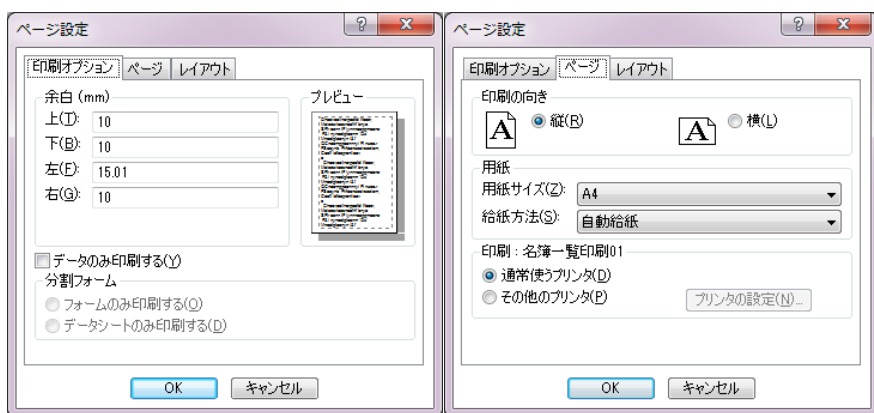 ページ設定
印刷オプション ページ レイアウト
余白 (mm)
上(T): 10
下(B): 10
左(F): 15.01
右(G): 10
プレビュー
データのみ印刷する(Y)
分割フォーム
フォームのみ印刷する(O)
データシートのみ印刷する(D)
OK キャンセル
ページ設定
印刷オプション ページ レイアウト
印刷の向き
A 縦(R) A 横(L)
用紙
用紙サイズ(Z): A4
給紙方法(S): 自動給紙
印刷:名簿一覧印刷01
通常使うプリンタ(D)
その他のプリンタ(P) プリンタの設定(N)...
OK キャンセル